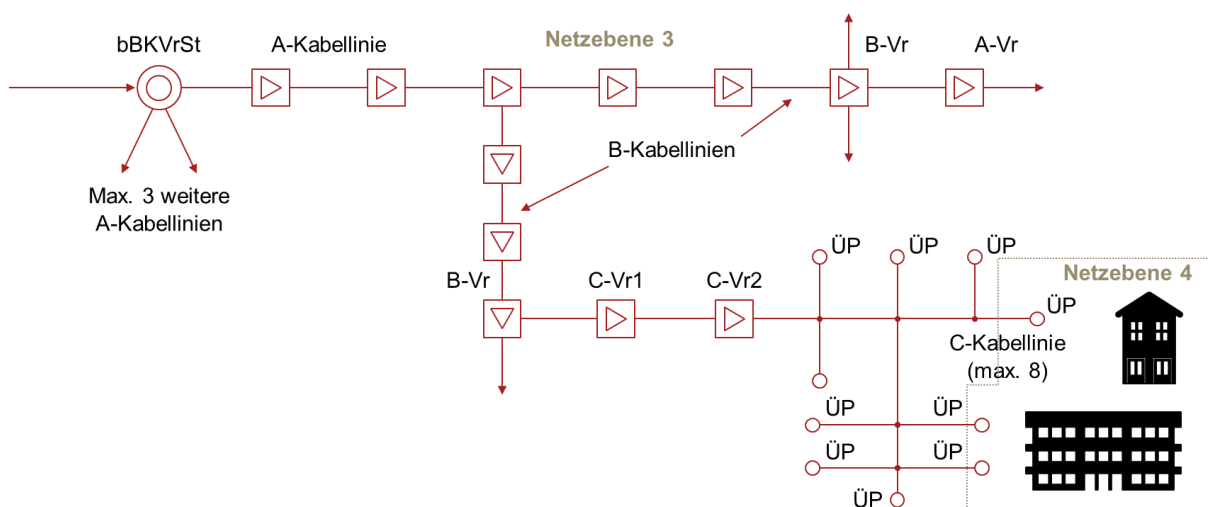 bBKVrSt
A-Kabellinie
Netzebene 3
B-Vr
A-Vr
B-Kabellinien
Max. 3 weitere
A-Kabellinien
B-Vr
C-Vr1
C-Vr2
ÜP
ÜP
ÜP
Netzebene 4
ÜP
C-Kabellinie
(max. 8)
ÜP
ÜP
ÜP
ÜP
ÜP